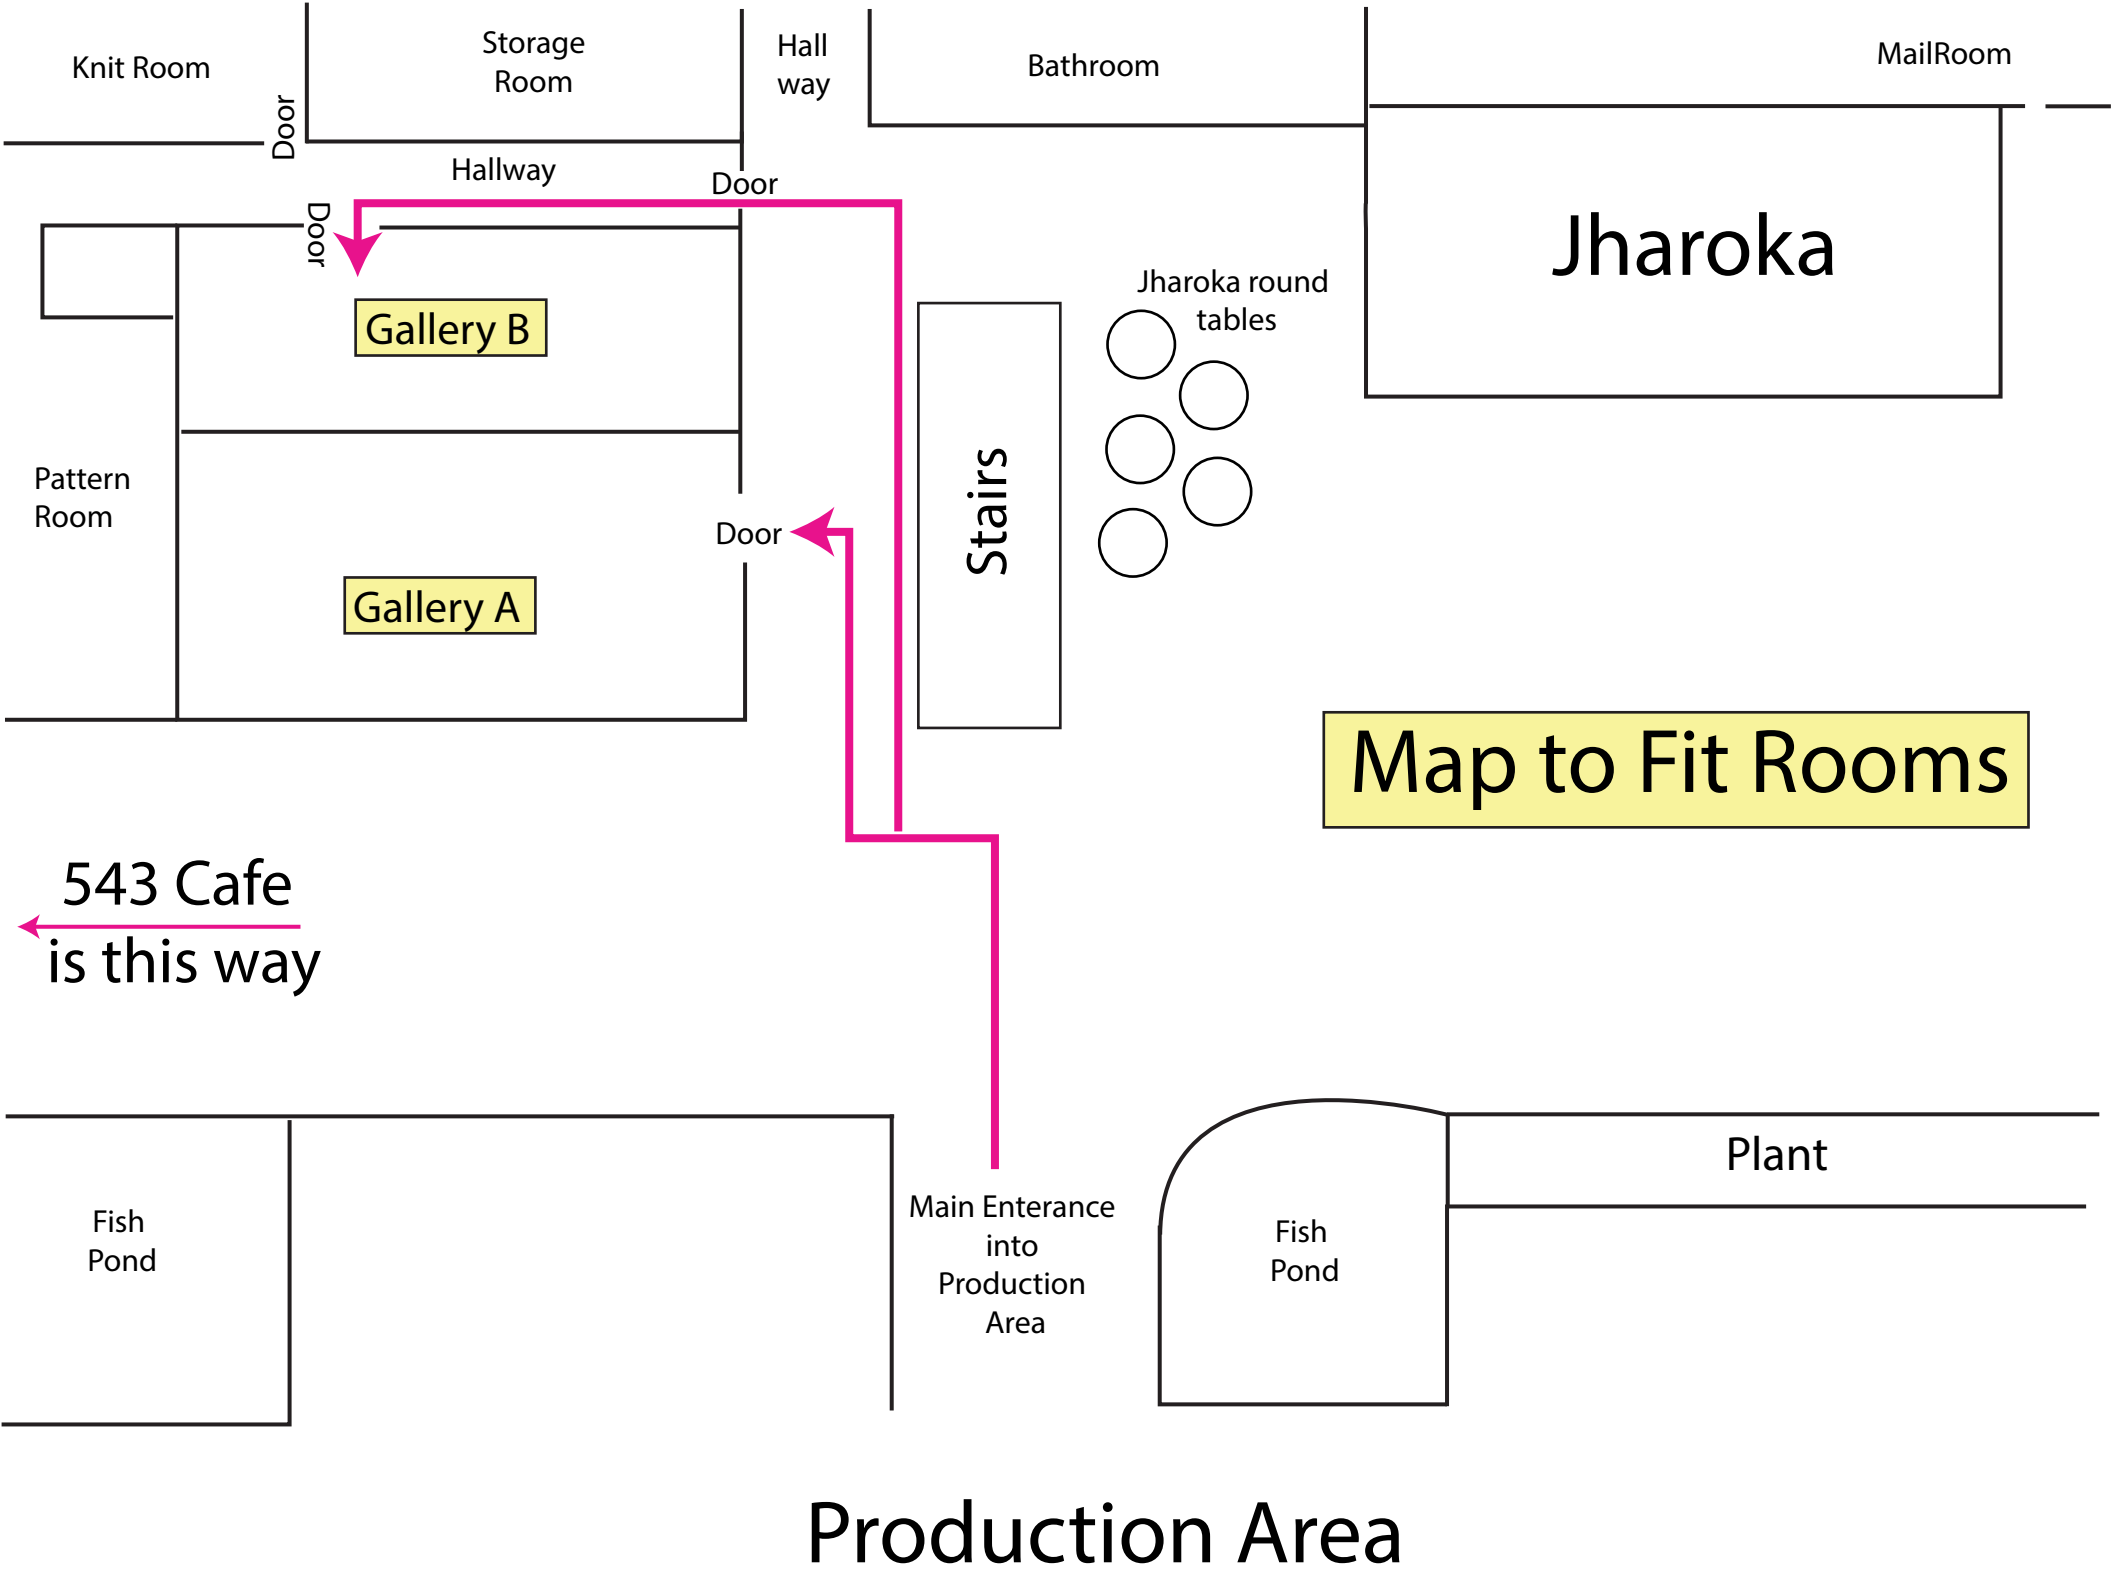 Knit Room
Storage
Room
Hall
way
Bathroom
MailRoom
Door
Hallway
Door
Door
Jharoka
Jharoka round
tables
Gallery B
Stairs
Pattern
Room
Door
Gallery A
Map to Fit Rooms
543 Cafe
is this way
Plant
Main Enterance
into
Production
Area
Fish
Pond
Fish
Pond
Production Area